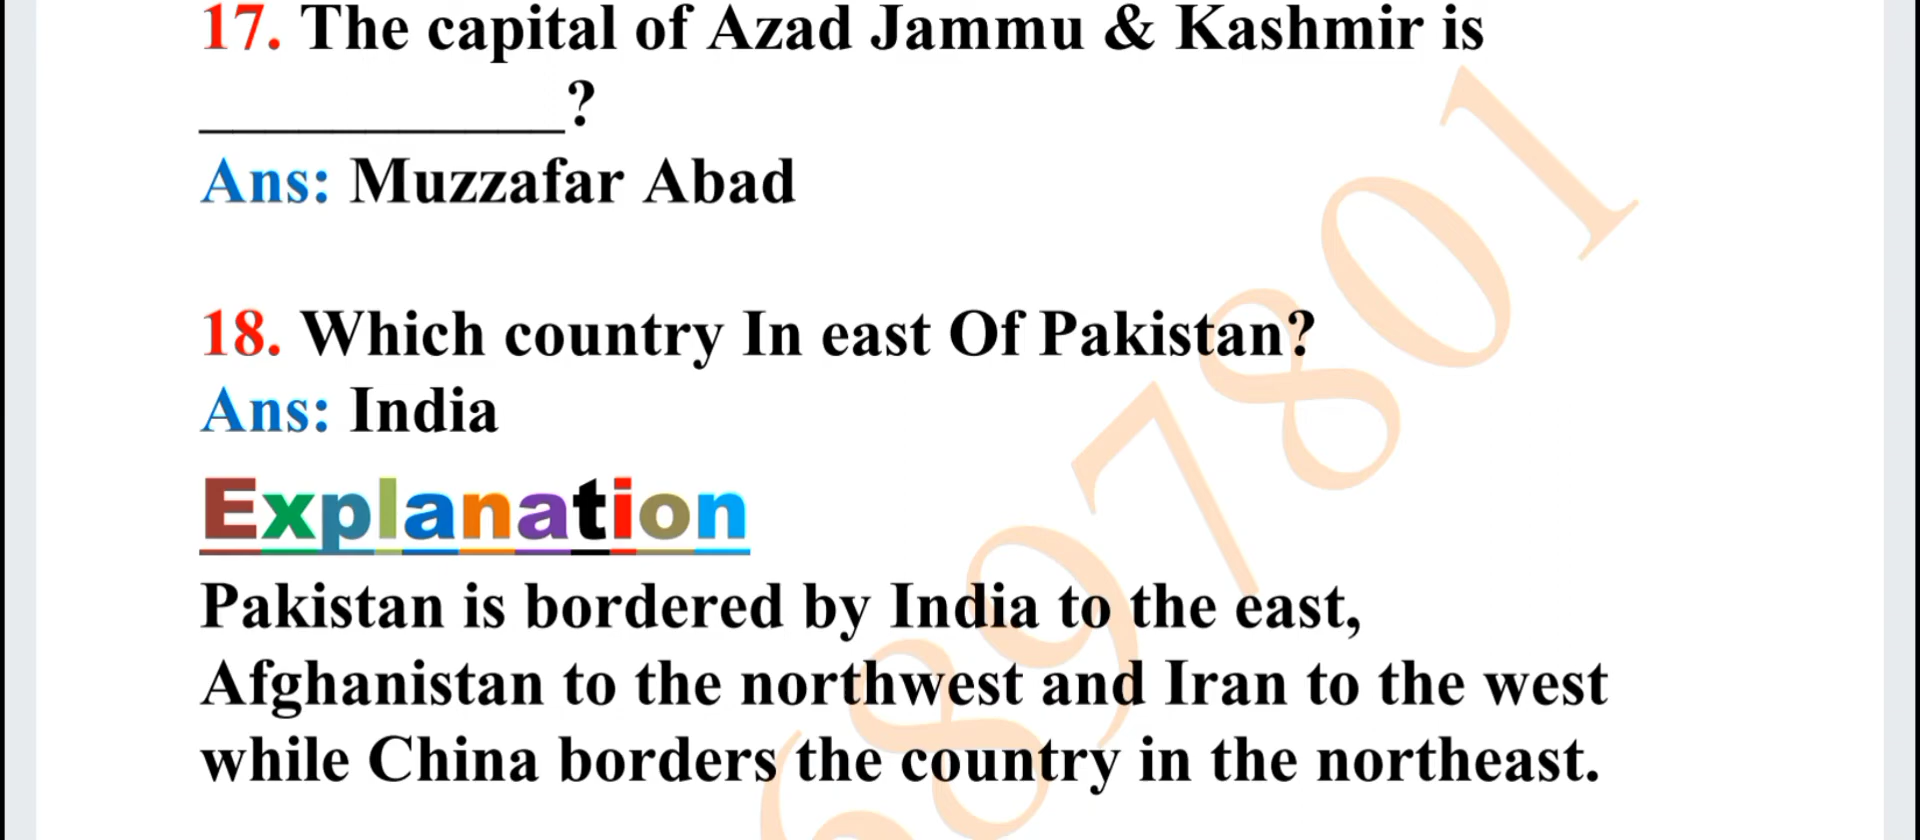 17. The capital of Azad Jammu & Kashmir is
____________?
Ans: Muzzafar Abad
18. Which country In east Of Pakistan?
Ans: India
Explanation
Pakistan is bordered by India to the east,
Afghanistan to the northwest and Iran to the west
while China borders the country in the northeast.
6897801